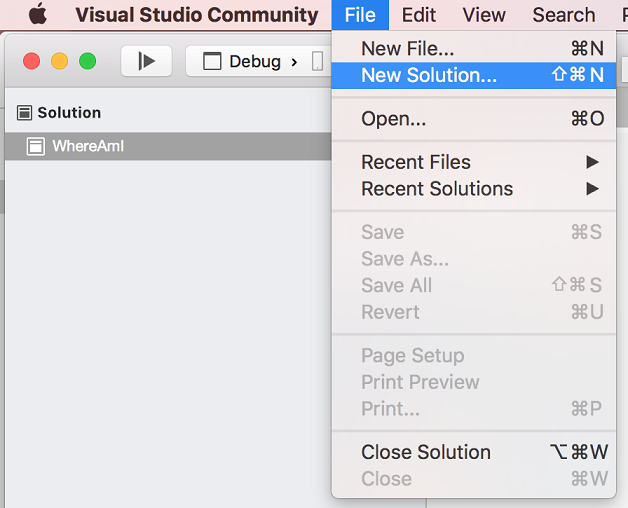 Visual Studio Community File Edit View Search
Debug
Solution
WhereAmI
New File... ⌘N
New Solution... ⇧⌘N
Open... ⌘O
Recent Files
Recent Solutions
Save ⌘S
Save As...
Save All ⇧⌘S
Revert ⌘U
Page Setup
Print Preview
Print... ⌘P
Close Solution ⌥⌘W
Close ⌘W